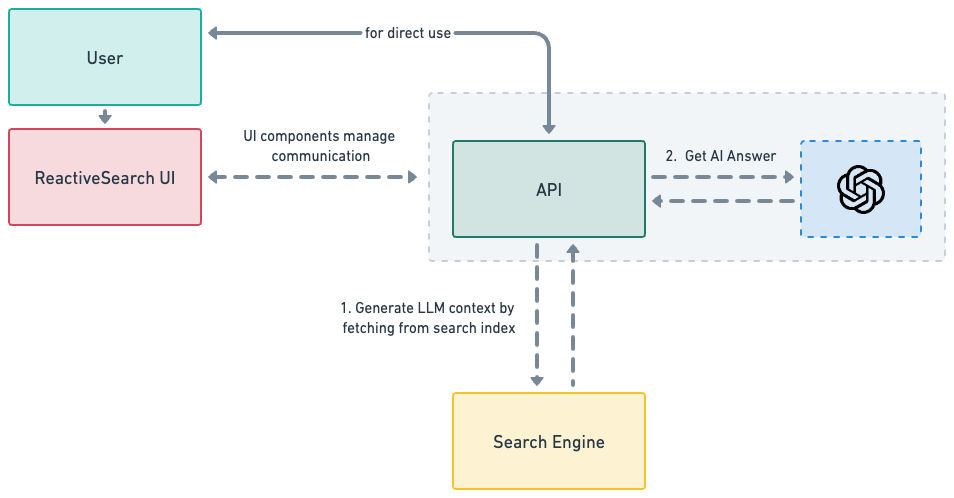 User
for direct use
ReactiveSearch UI
UI components manage
communication
API
2. Get AI Answer
1. Generate LLM context by
fetching from search index
Search Engine